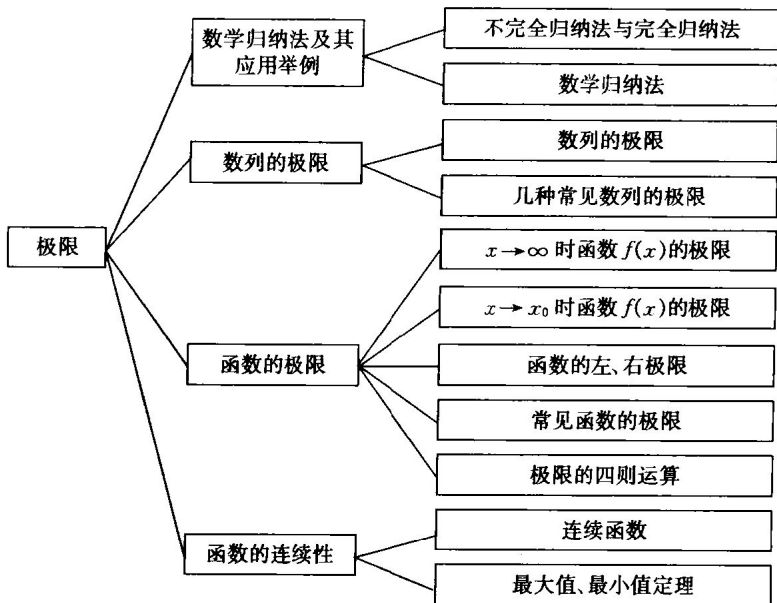 极限
数学归纳法及其
应用举例
不完全归纳法与完全归纳法
数学归纳法
数列的极限
数列的极限
几种常见数列的极限
函数的极限
x→∞时函数 f(x)的极限
x→x₀时函数 f(x)的极限
函数的左、右极限
常见函数的极限
极限的四则运算
函数的连续性
连续函数
最大值、最小值定理